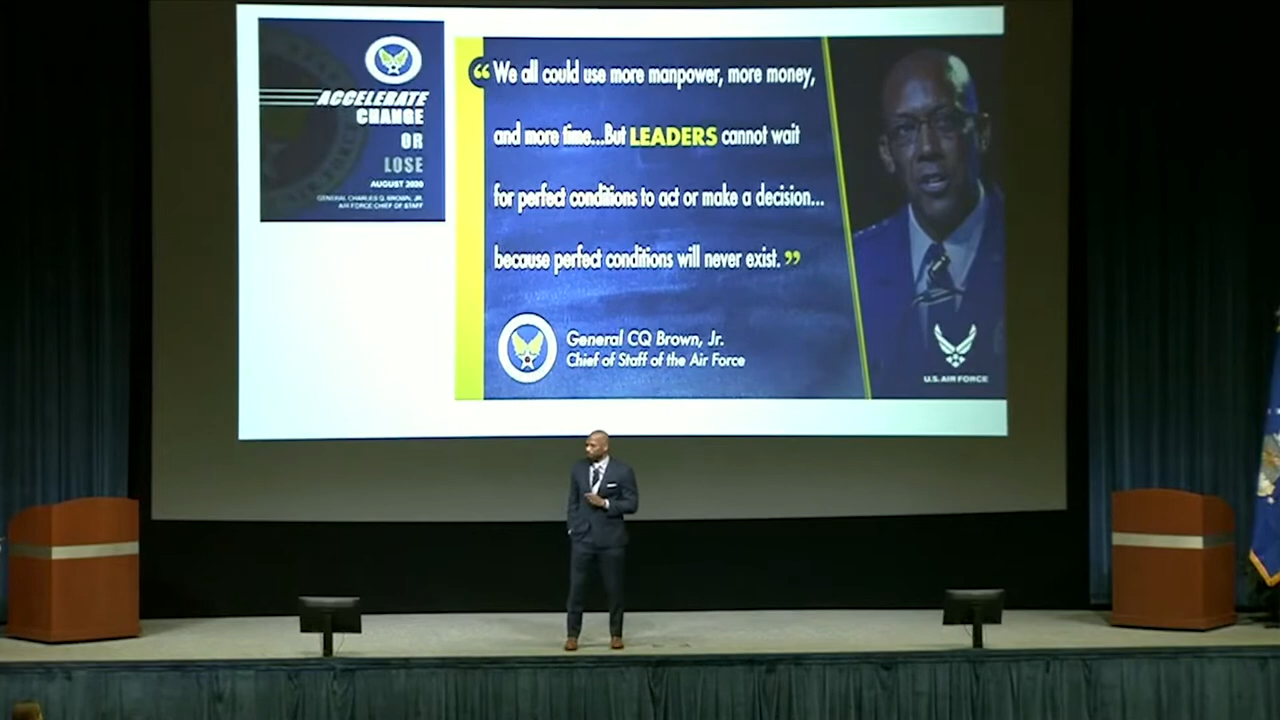 ACCELERATE
CHANGE
OR
LOSE
AUGUST 2020
GENERAL CHARLES Q. BROWN, JR.
AIR FORCE CHIEF OF STAFF
“We all could use more manpower, more money,
and more time...But LEADERS cannot wait
for perfect conditions to act or make a decision...
because perfect conditions will never exist.”
General CQ Brown, Jr.
Chief of Staff of the Air Force
U.S. AIR FORCE